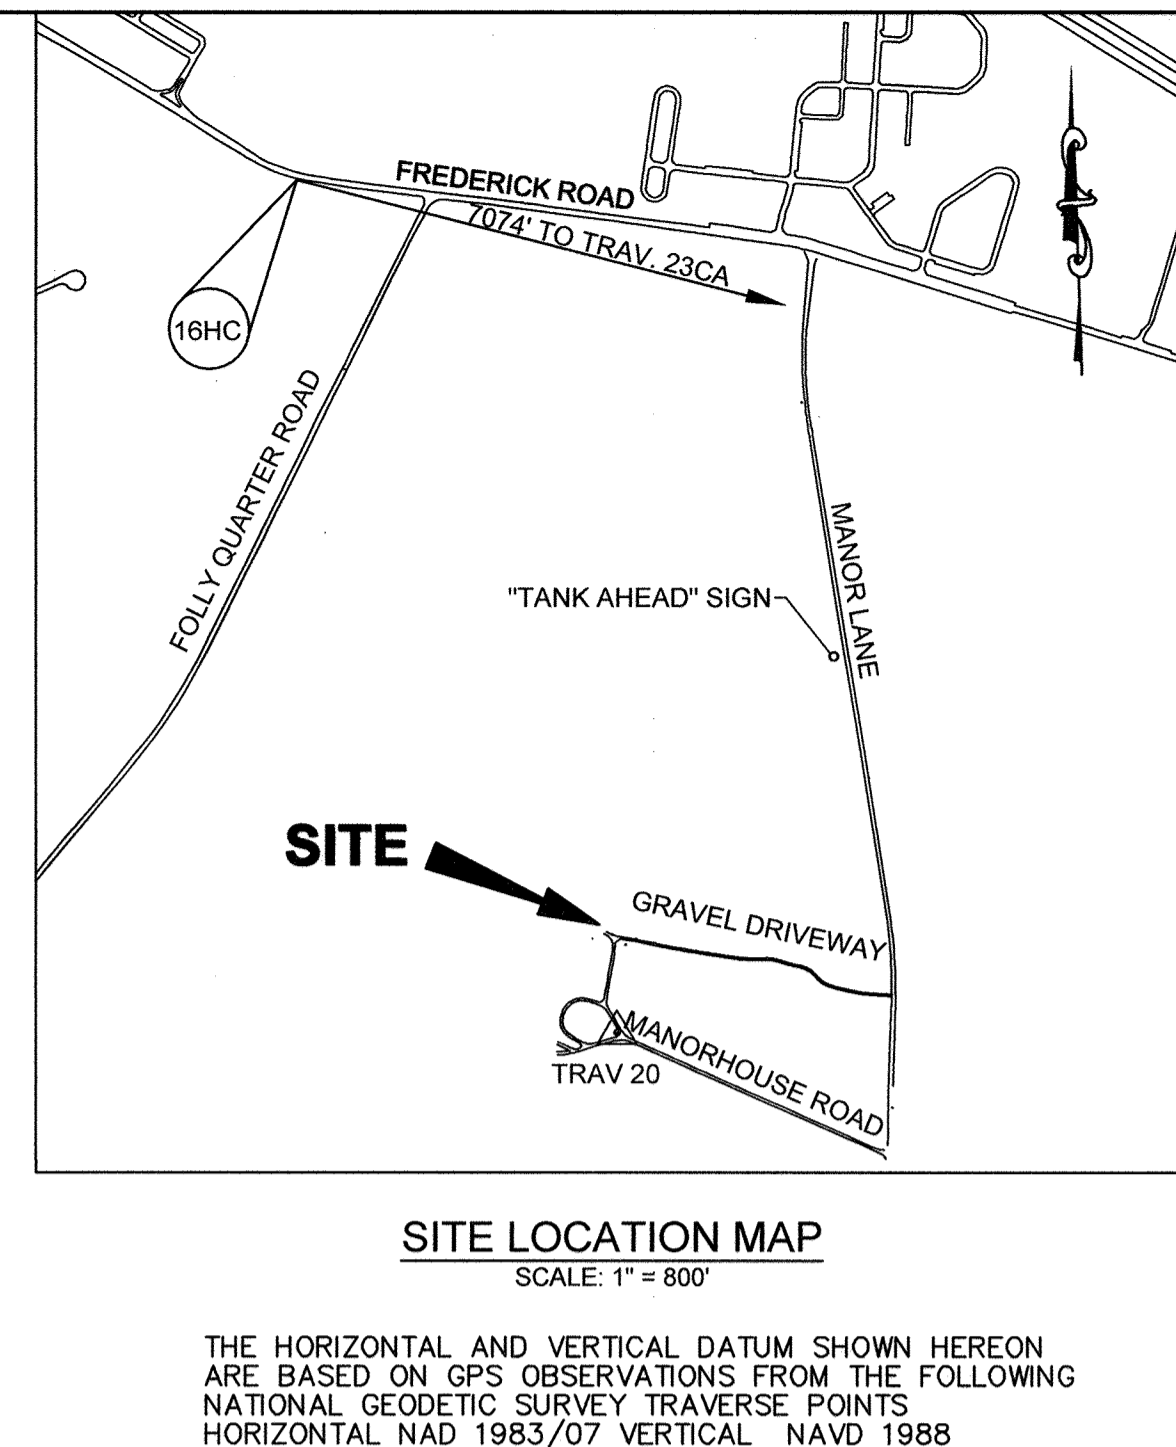 FREDERICK ROAD
7074' TO TRAV. 23CA
16HC
FOLLY QUARTER ROAD
MANOR LANE
"TANK AHEAD" SIGN
SITE
GRAVEL DRIVEWAY
MANORHOUSE ROAD
TRAV 20
SITE LOCATION MAP
SCALE: 1" = 800'
THE HORIZONTAL AND VERTICAL DATUM SHOWN HEREON
ARE BASED ON GPS OBSERVATIONS FROM THE FOLLOWING
NATIONAL GEODETIC SURVEY TRAVERSE POINTS
HORIZONTAL NAD 1983/07 VERTICAL NAVD 1988